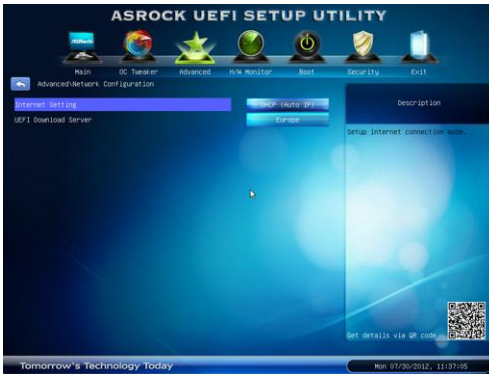 ASROCK UEFI SETUP UTILITY
ASRock
Main OC Tweaker Advanced H/W Monitor Boot Security Exit
Advanced\Network Configuration
Internet Setting DHCP (Auto IP)
UEFI Download Server Europe
Description
Setup internet connection mode.
Get details via QR code
Tomorrow's Technology Today
Mon 07/30/2012, 11:37:05